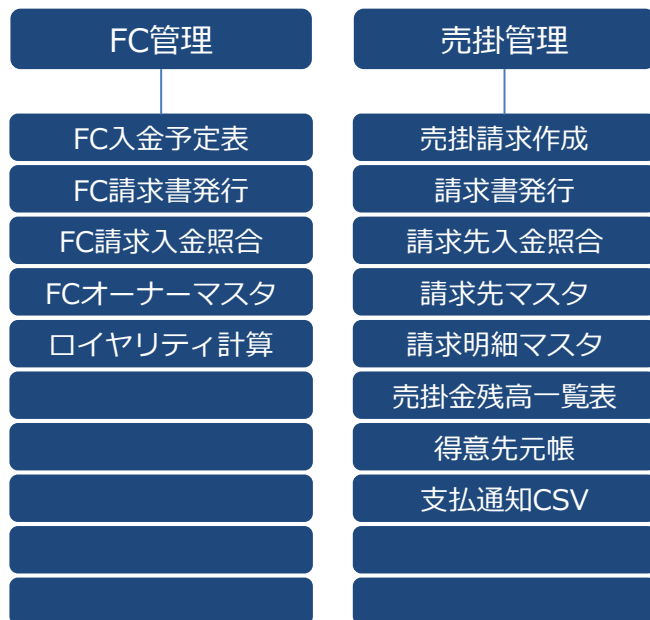 FC管理
FC入金予定表
FC請求書発行
FC請求入金照合
FCオーナーマスタ
ロイヤリティ計算
売掛管理
売掛請求作成
請求書発行
請求先入金照合
請求先マスタ
請求明細マスタ
売掛金残高一覧表
得意先元帳
支払通知CSV